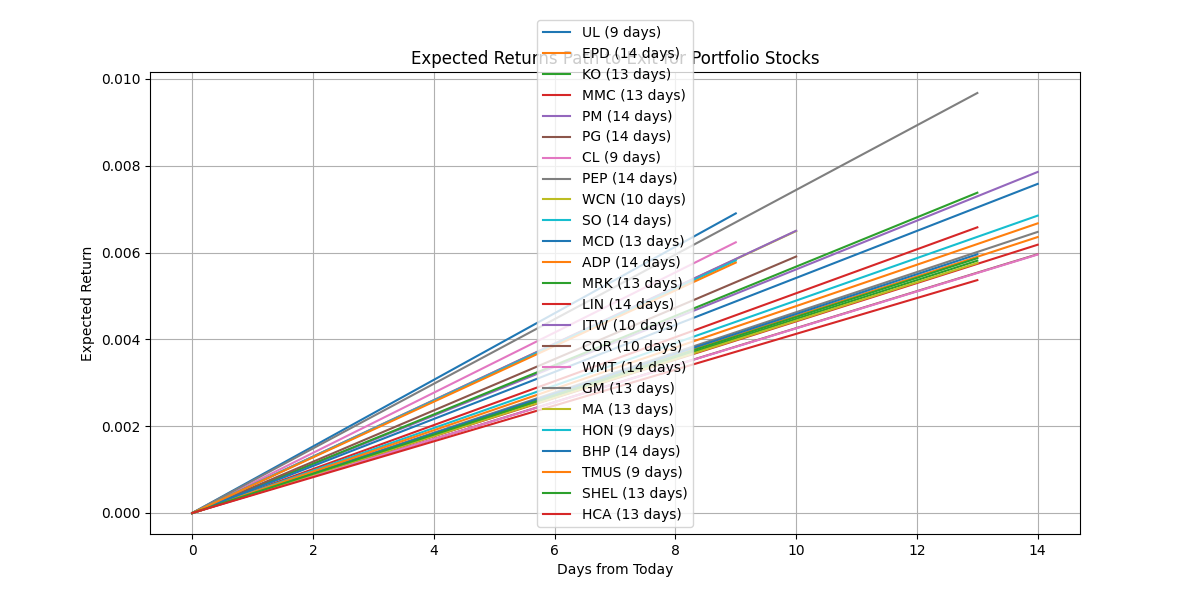 Expected Returns Path to Exit for Portfolio Stocks
UL (9 days)
EPD (14 days)
KO (13 days)
MMC (13 days)
PM (14 days)
PG (14 days)
CL (9 days)
PEP (14 days)
WCN (10 days)
SO (14 days)
MCD (13 days)
ADP (14 days)
MRK (13 days)
LIN (14 days)
ITW (10 days)
COR (10 days)
WMT (14 days)
GM (13 days)
MA (13 days)
HON (9 days)
BHP (14 days)
TMUS (9 days)
SHEL (13 days)
HCA (13 days)
Expected Return
0.010
0.008
0.006
0.004
0.002
0.000
0 2 4 6 8 10 12 14
Days from Today